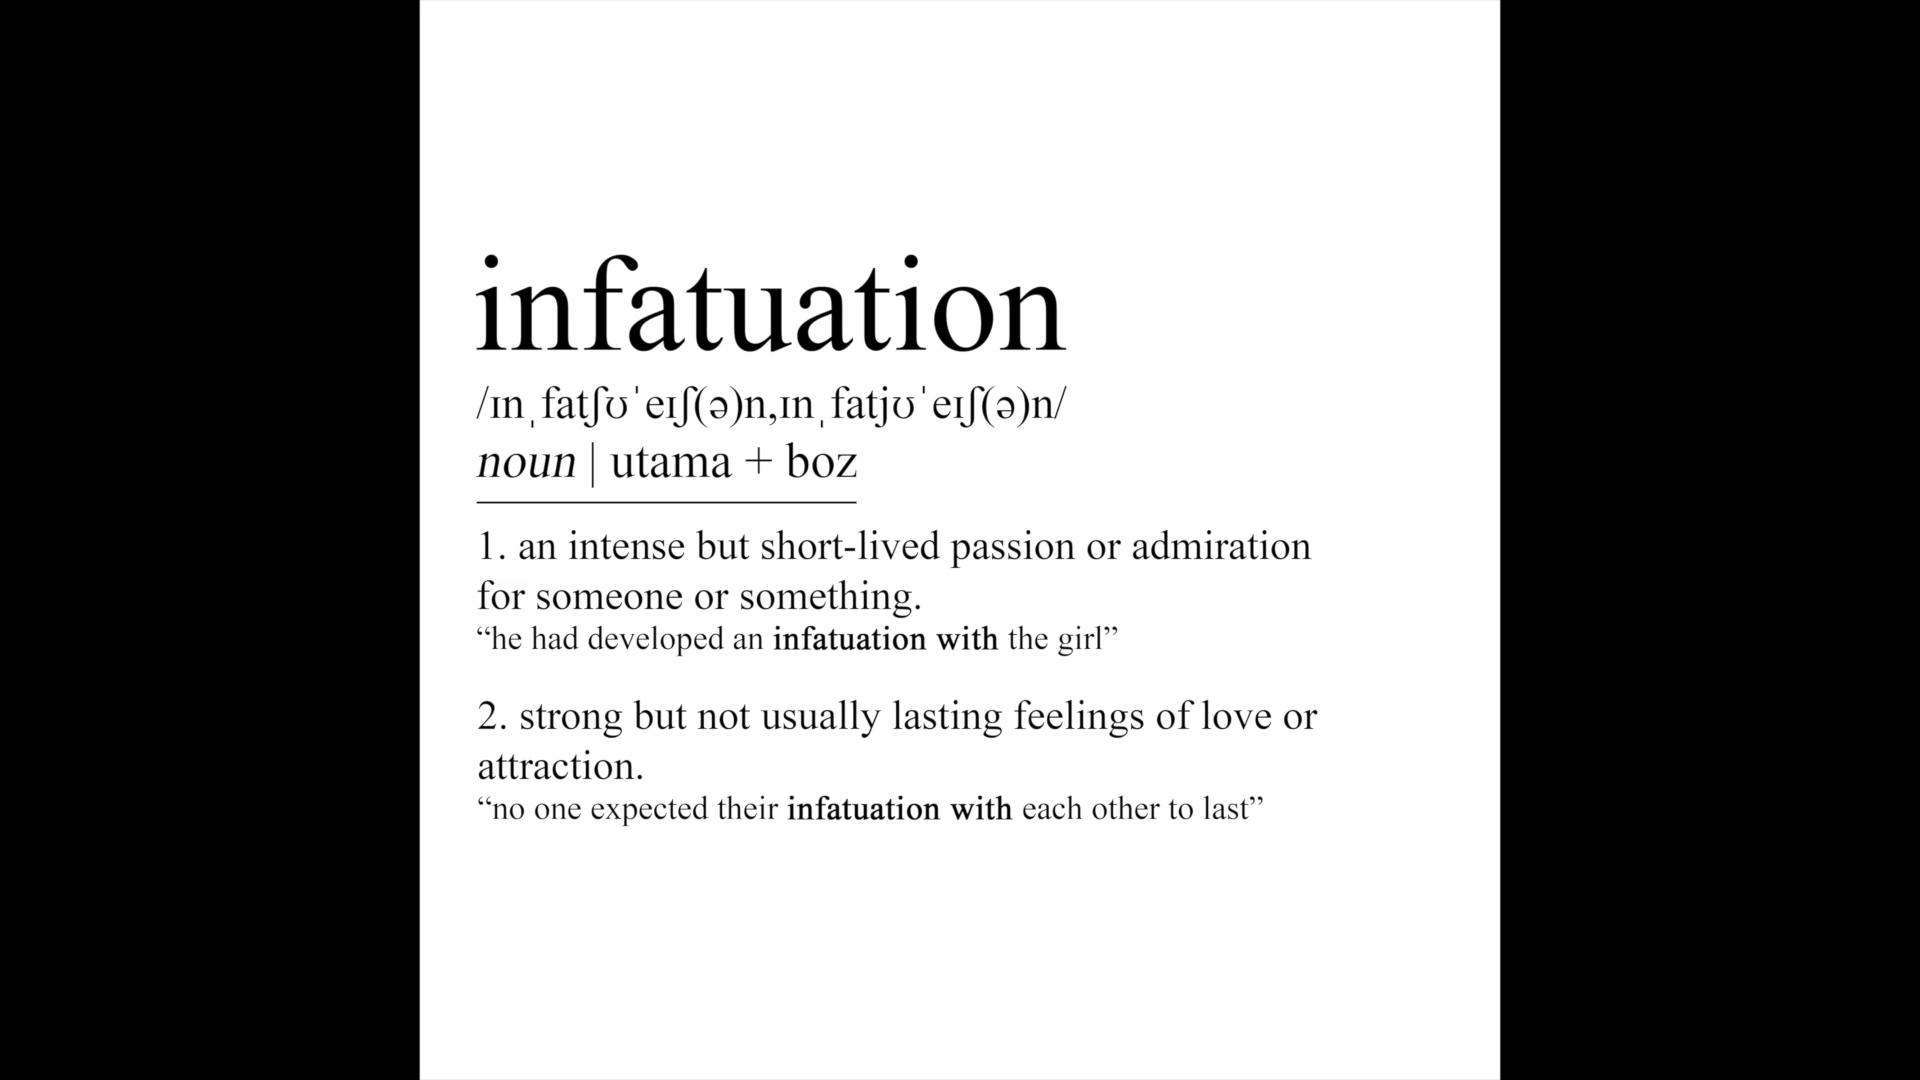 infatuation
/ɪnˌfatʃʊˈeɪʃ(ə)n,ɪnˌfatjʊˈeɪʃ(ə)n/
noun | utama + boz
1. an intense but short-lived passion or admiration
for someone or something.
“he had developed an infatuation with the girl”
2. strong but not usually lasting feelings of love or
attraction.
“no one expected their infatuation with each other to last”